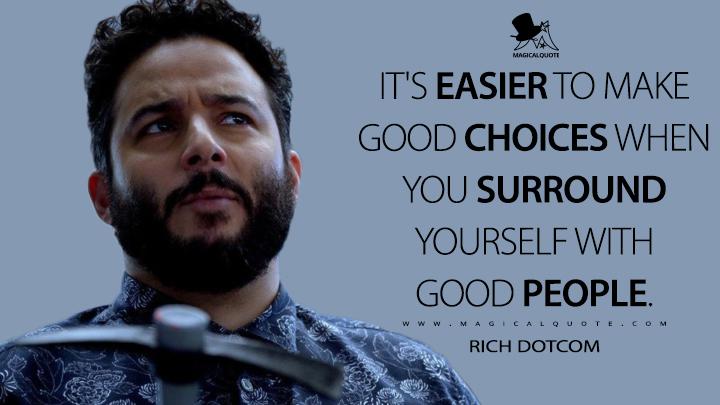 MAGICALQUOTE
IT'S EASIER TO MAKE
GOOD CHOICES WHEN
YOU SURROUND
YOURSELF WITH
GOOD PEOPLE.
WWW.MAGICALQUOTE.COM
RICH DOTCOM